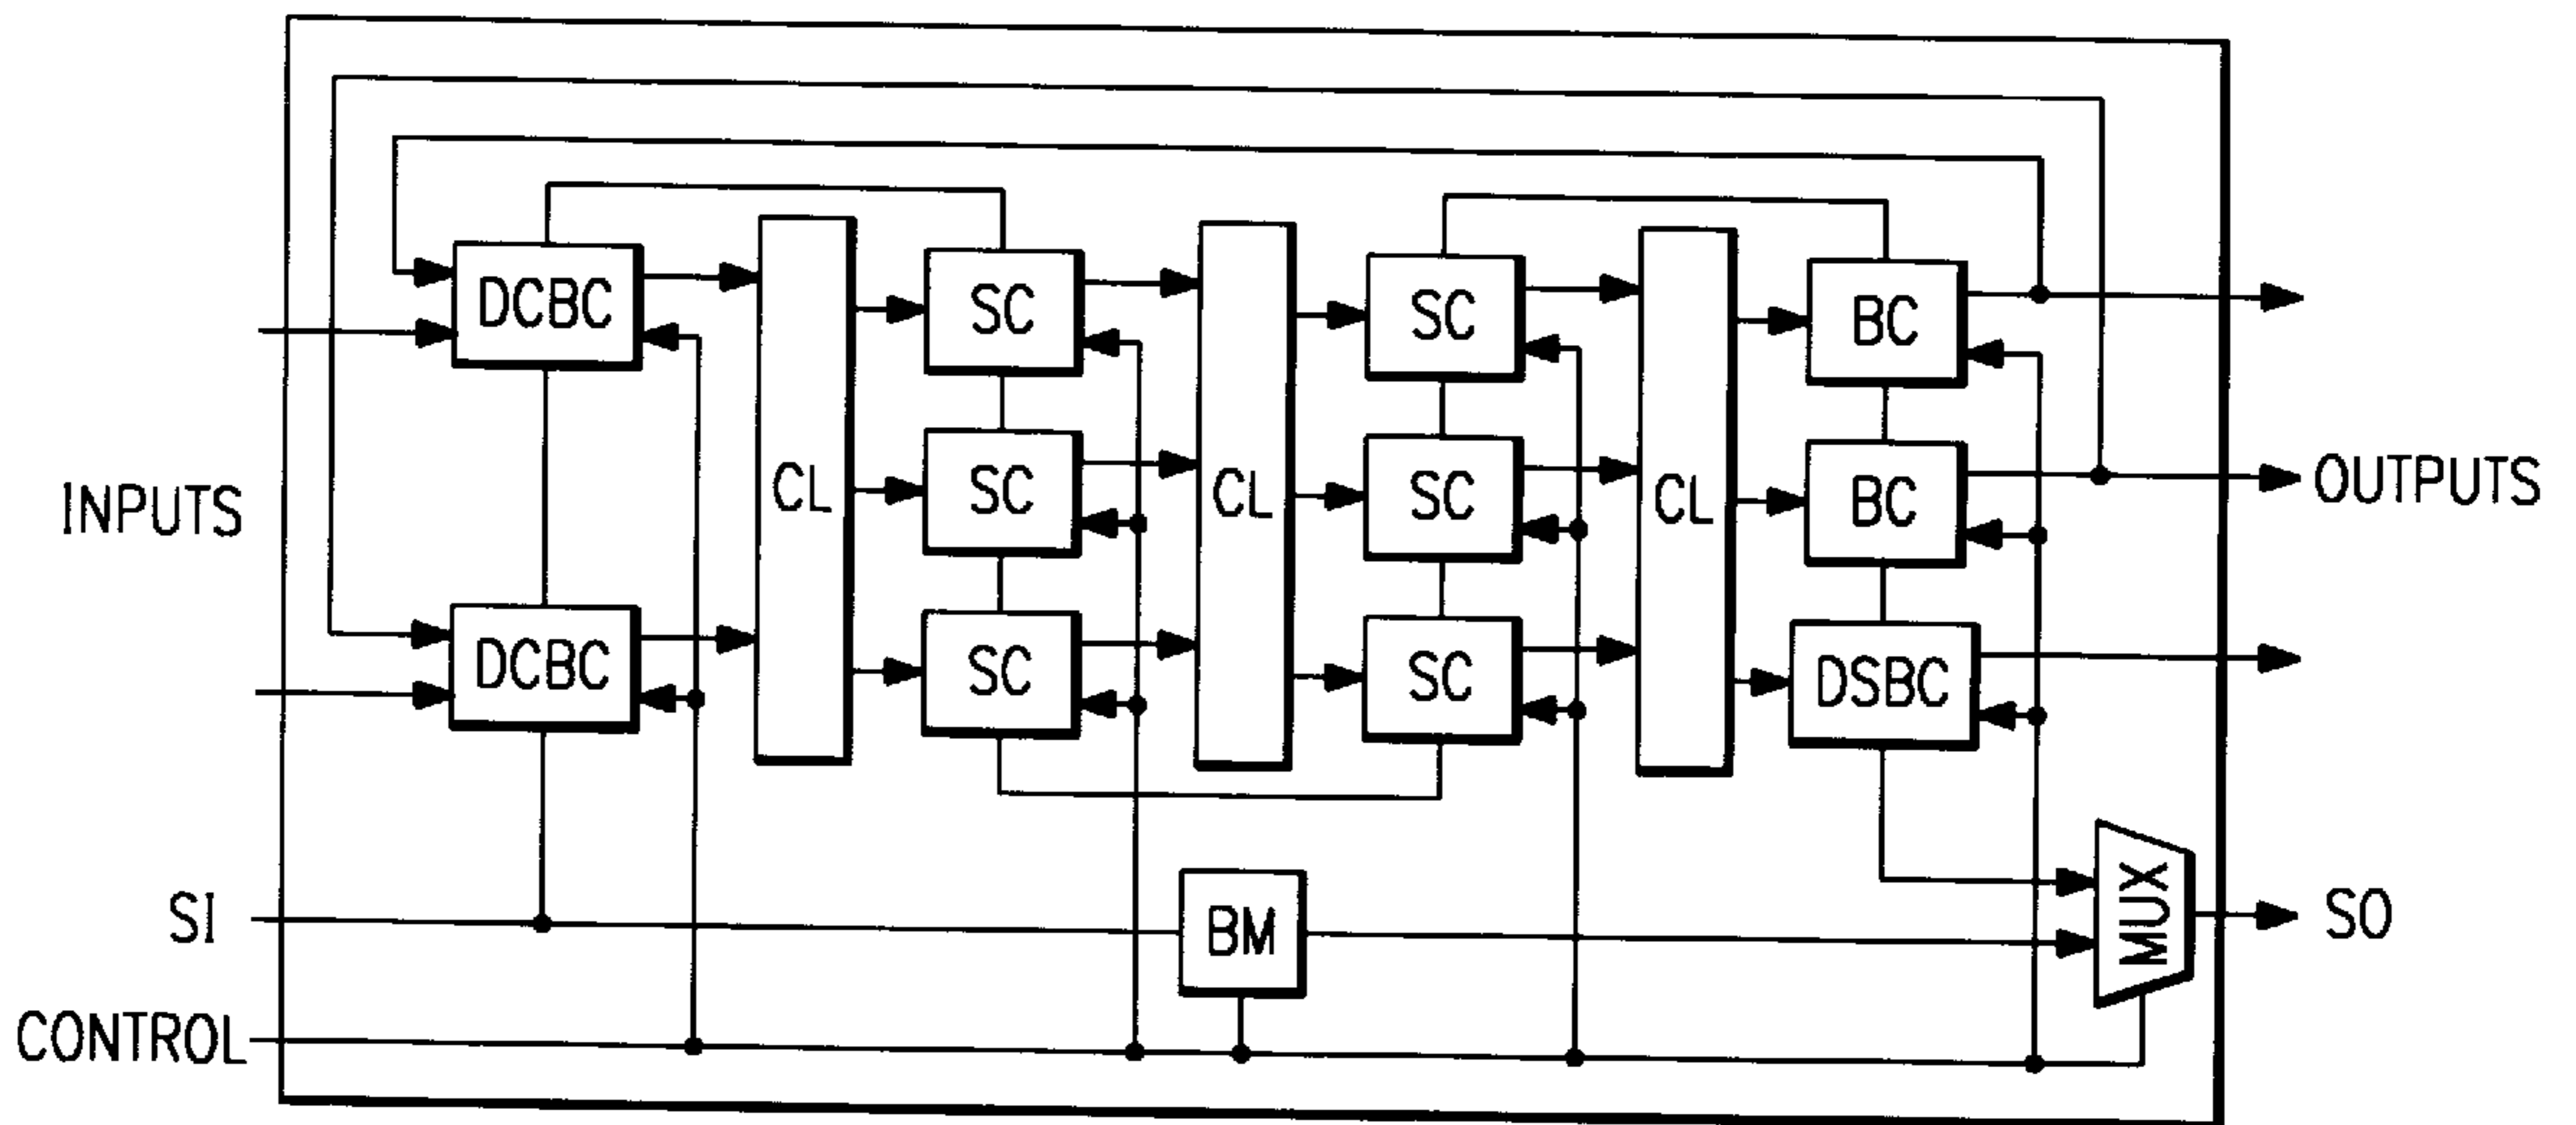 DCBC
SC
SC
BC
CL
SC
CL
SC
CL
BC
INPUTS
OUTPUTS
DCBC
SC
SC
DSBC
SI
BM
MUX
SO
CONTROL